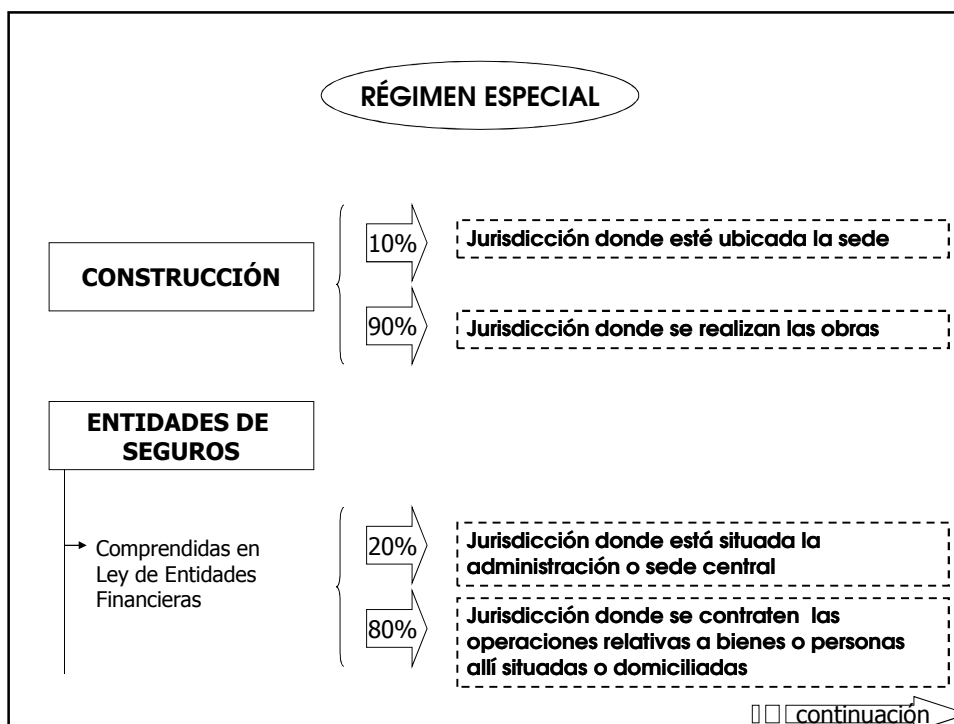 RÉGIMEN ESPECIAL
CONSTRUCCIÓN
10%
Jurisdicción donde esté ubicada la sede
90%
Jurisdicción donde se realizan las obras
ENTIDADES DE
SEGUROS
Comprendidas en
Ley de Entidades
Financieras
20%
Jurisdicción donde está situada la
administración o sede central
80%
Jurisdicción donde se contraten las
operaciones relativas a bienes o personas
allí situadas o domiciliadas
continuación